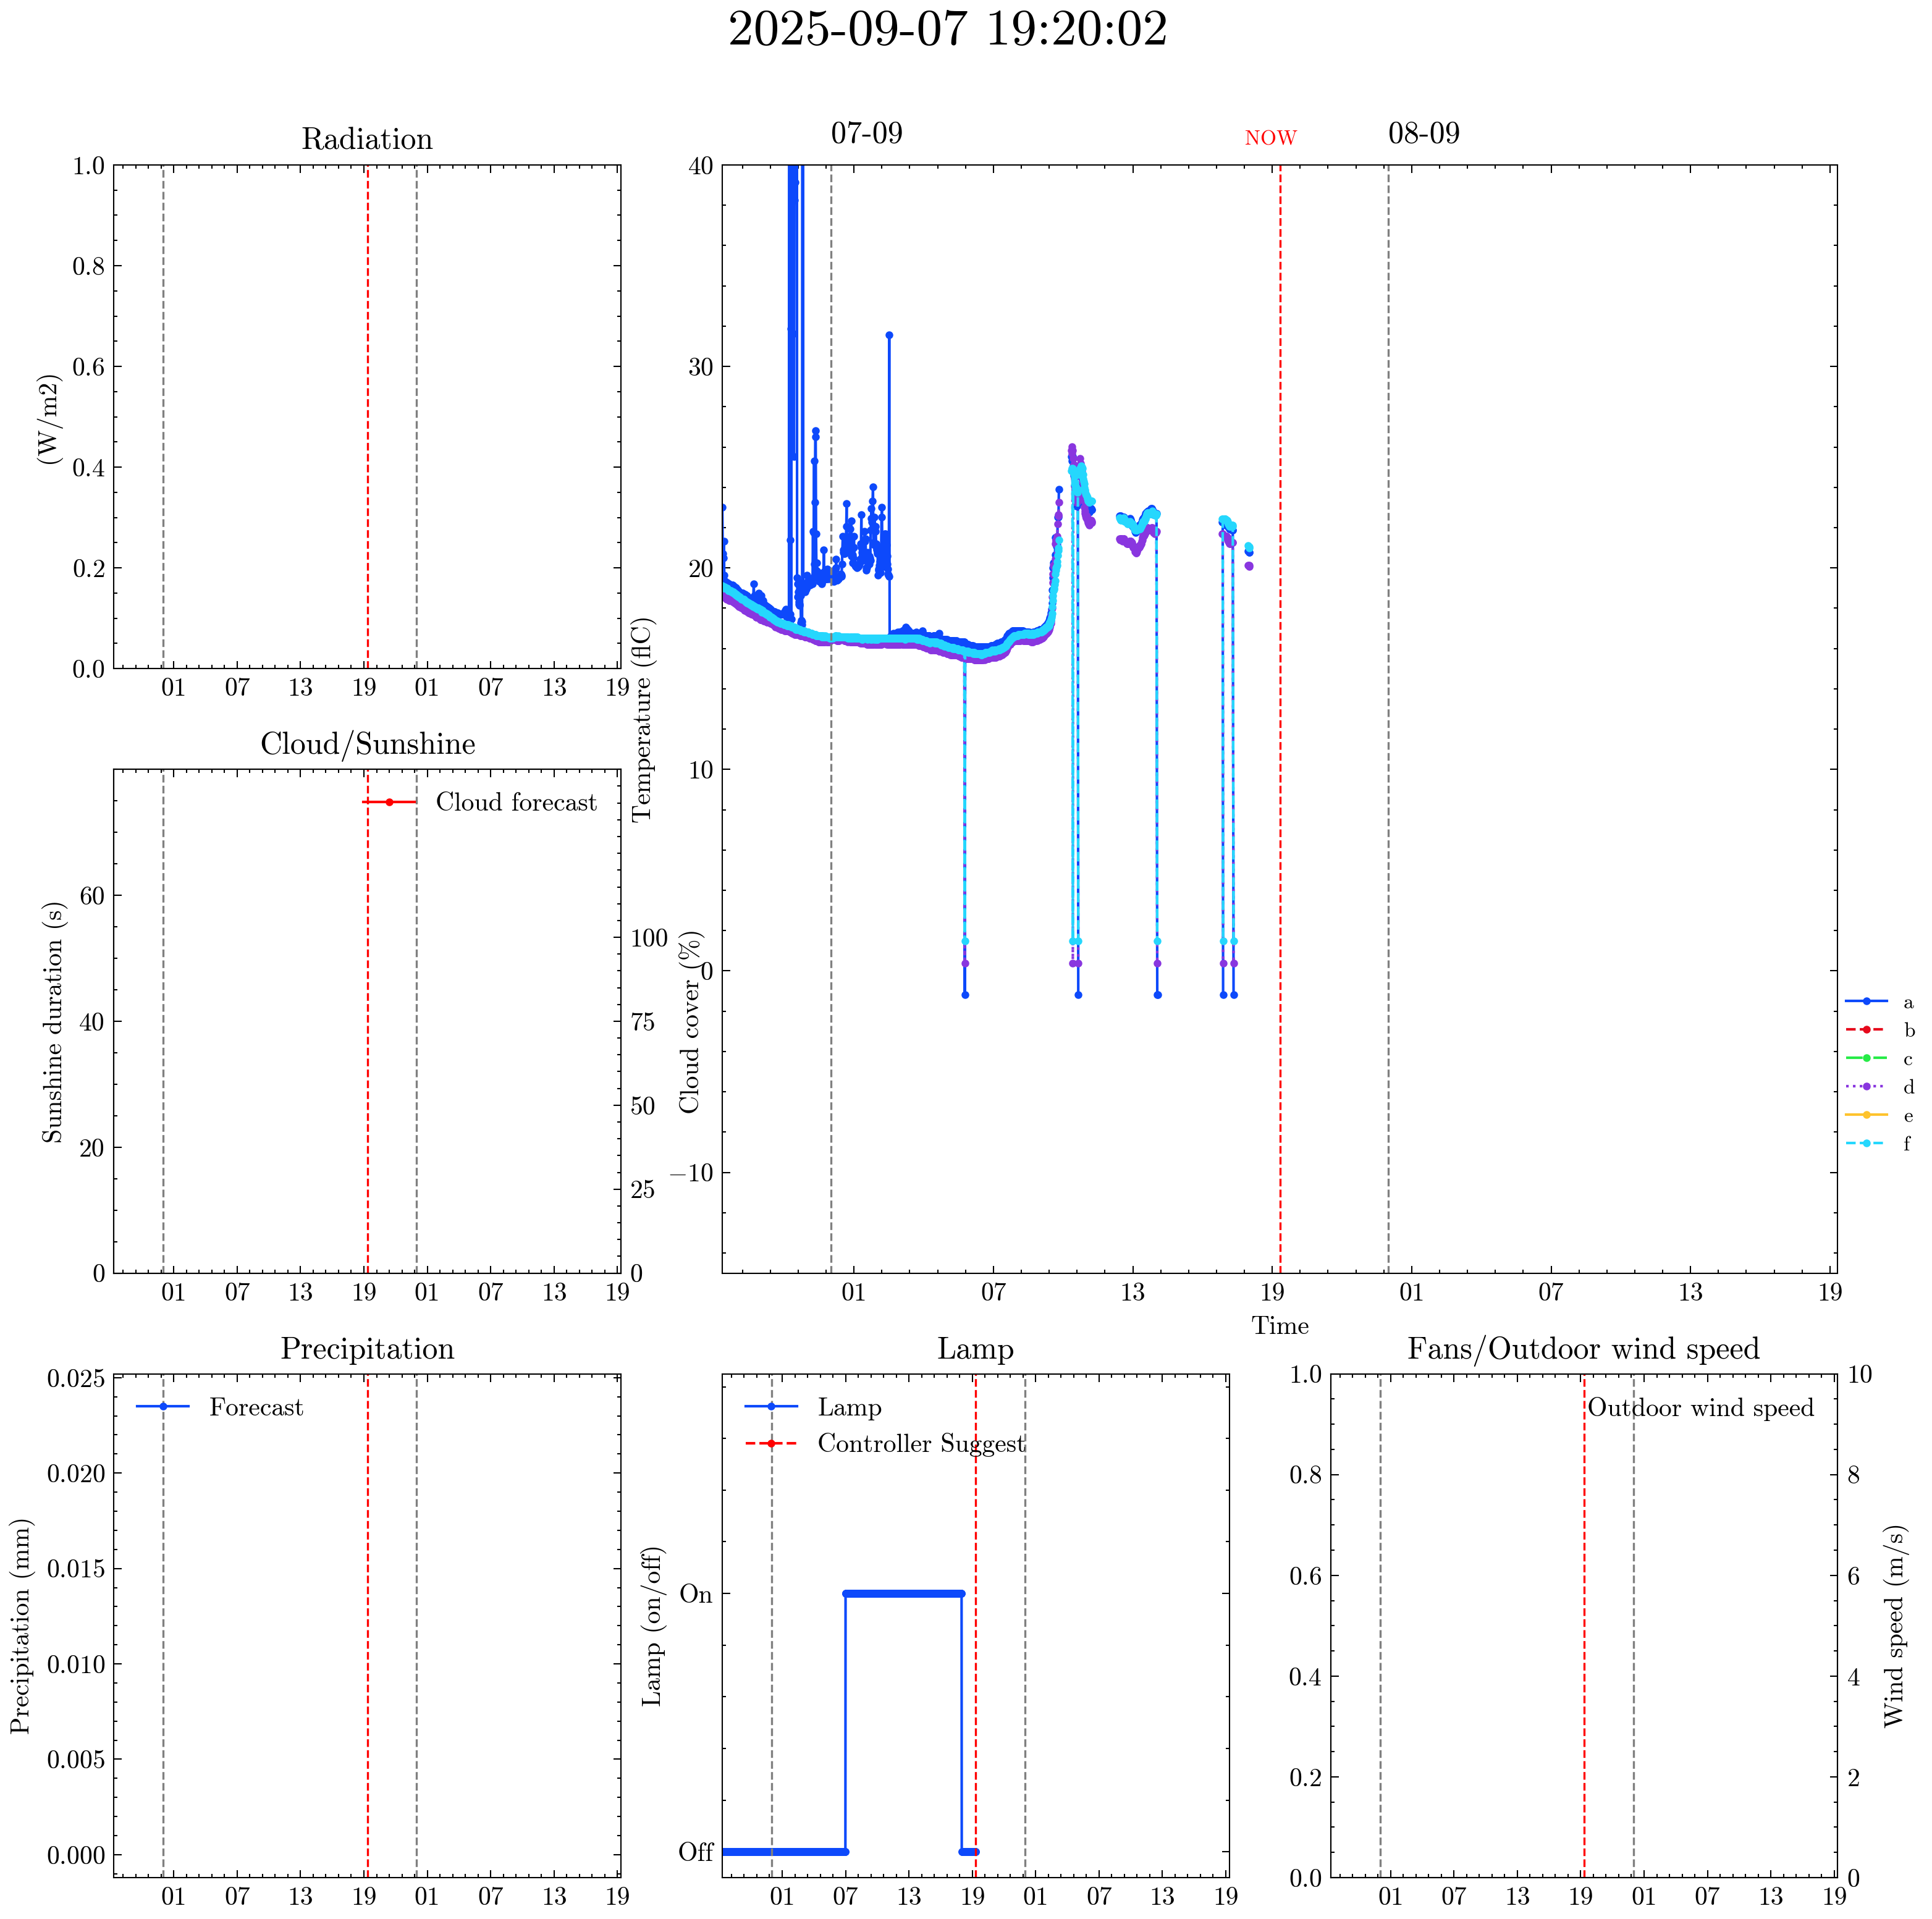 2025-09-07 19:20:02
Radiation
1.0
0.8
0.6
0.4
0.2
0.0
(W/m2)
01 07 13 19 01 07 13 19
07-09 NOW 08-09
40
30
20
10
0
−10
Temperature (flC)
01 07 13 19 01 07 13 19
Time
a
b
c
d
e
f
Cloud/Sunshine
Cloud forecast
60
40
20
0
Sunshine duration (s)
100
75
50
25
0
Cloud cover (%)
01 07 13 19 01 07 13 19
Precipitation
Forecast
0.025
0.020
0.015
0.010
0.005
0.000
Precipitation (mm)
01 07 13 19 01 07 13 19
Lamp
Lamp
Controller Suggest
On
Off
Lamp (on/off)
01 07 13 19 01 07 13 19
Fans/Outdoor wind speed
Outdoor wind speed
1.0
0.8
0.6
0.4
0.2
0.0
10
8
6
4
2
0
Wind speed (m/s)
01 07 13 19 01 07 13 19